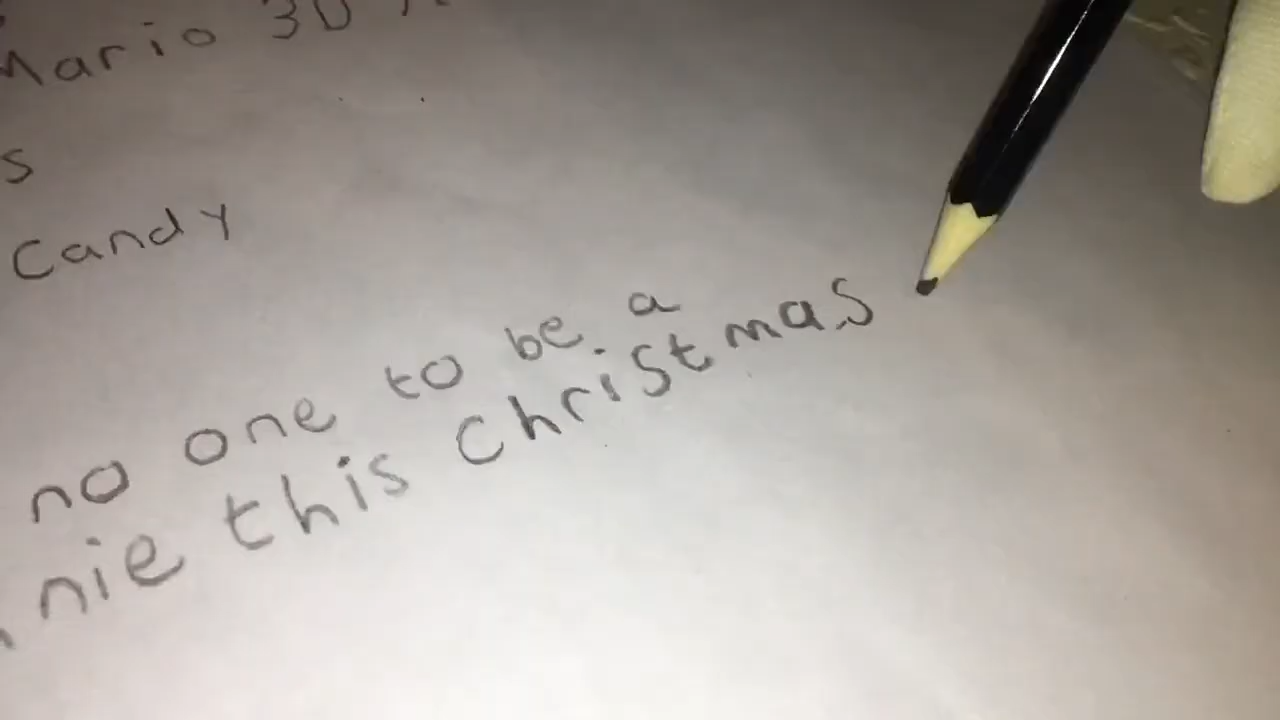 Mario 3D
s
Candy
no one to be a
nie this Christmas